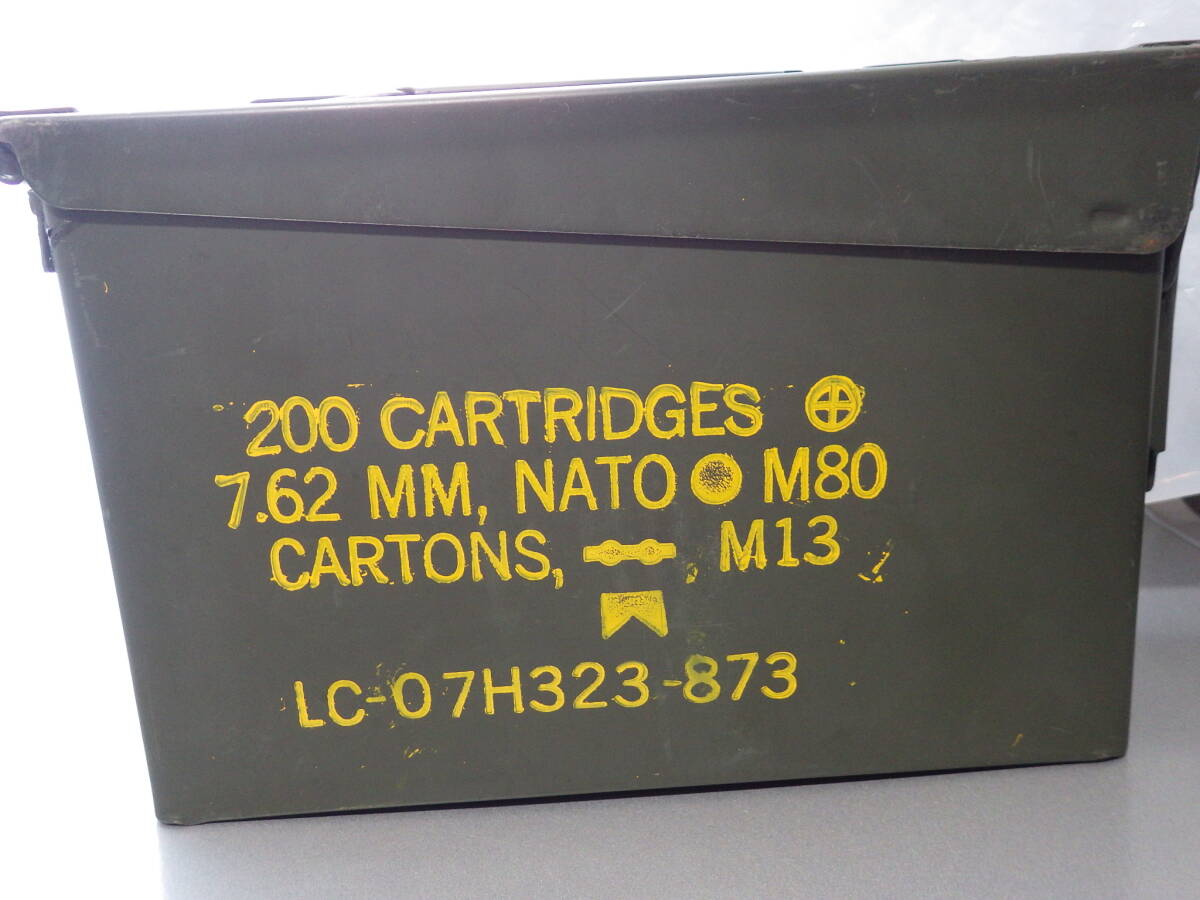 200 CARTRIDGES
7.62 MM, NATO M80
CARTONS, M13
LC-07H323-873